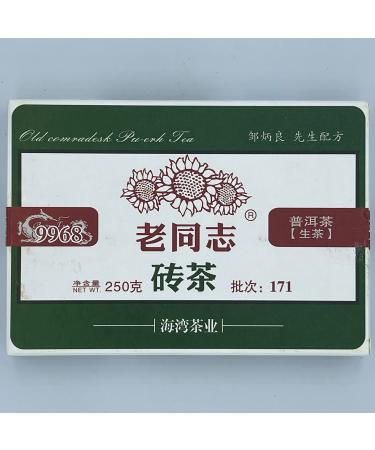 Old comradesk Pu-erh Tea
邹炳良 先生配方
®
9968
老同志
普洱茶
【生茶】
砖茶
净含量
NET WT. 250克
批次：171
海湾茶业